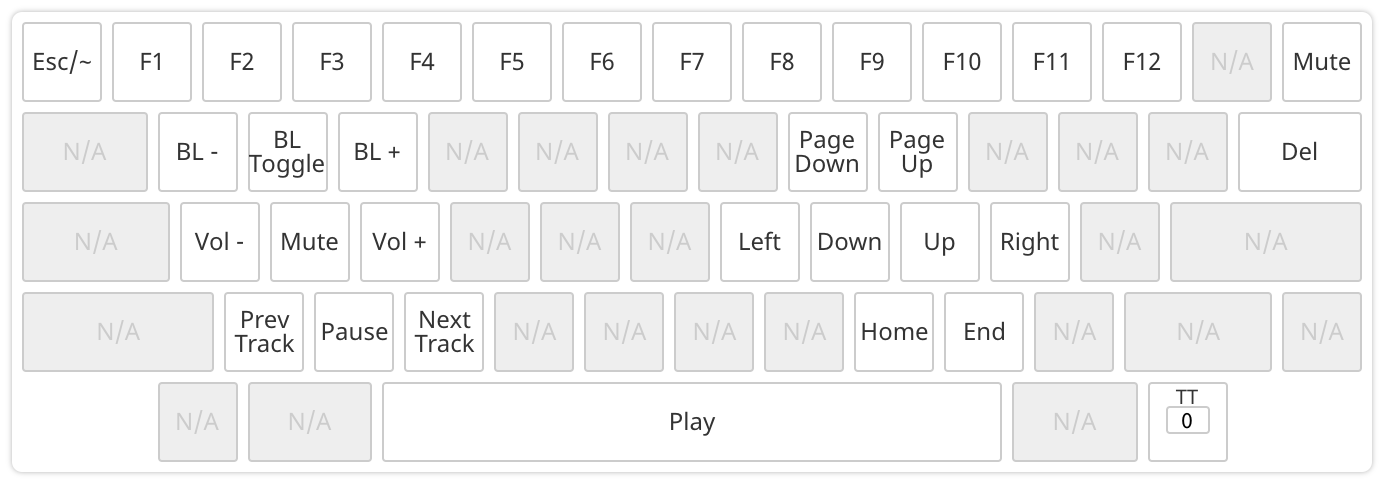 Esc/~ F1 F2 F3 F4 F5 F6 F7 F8 F9 F10 F11 F12 N/A Mute
N/A BL - BL Toggle BL + N/A N/A N/A N/A Page Down Page Up N/A N/A N/A Del
N/A Vol - Mute Vol + N/A N/A N/A Left Down Up Right N/A N/A
N/A Prev Track Pause Next Track N/A N/A N/A N/A Home End N/A N/A N/A
N/A N/A Play N/A TT 0